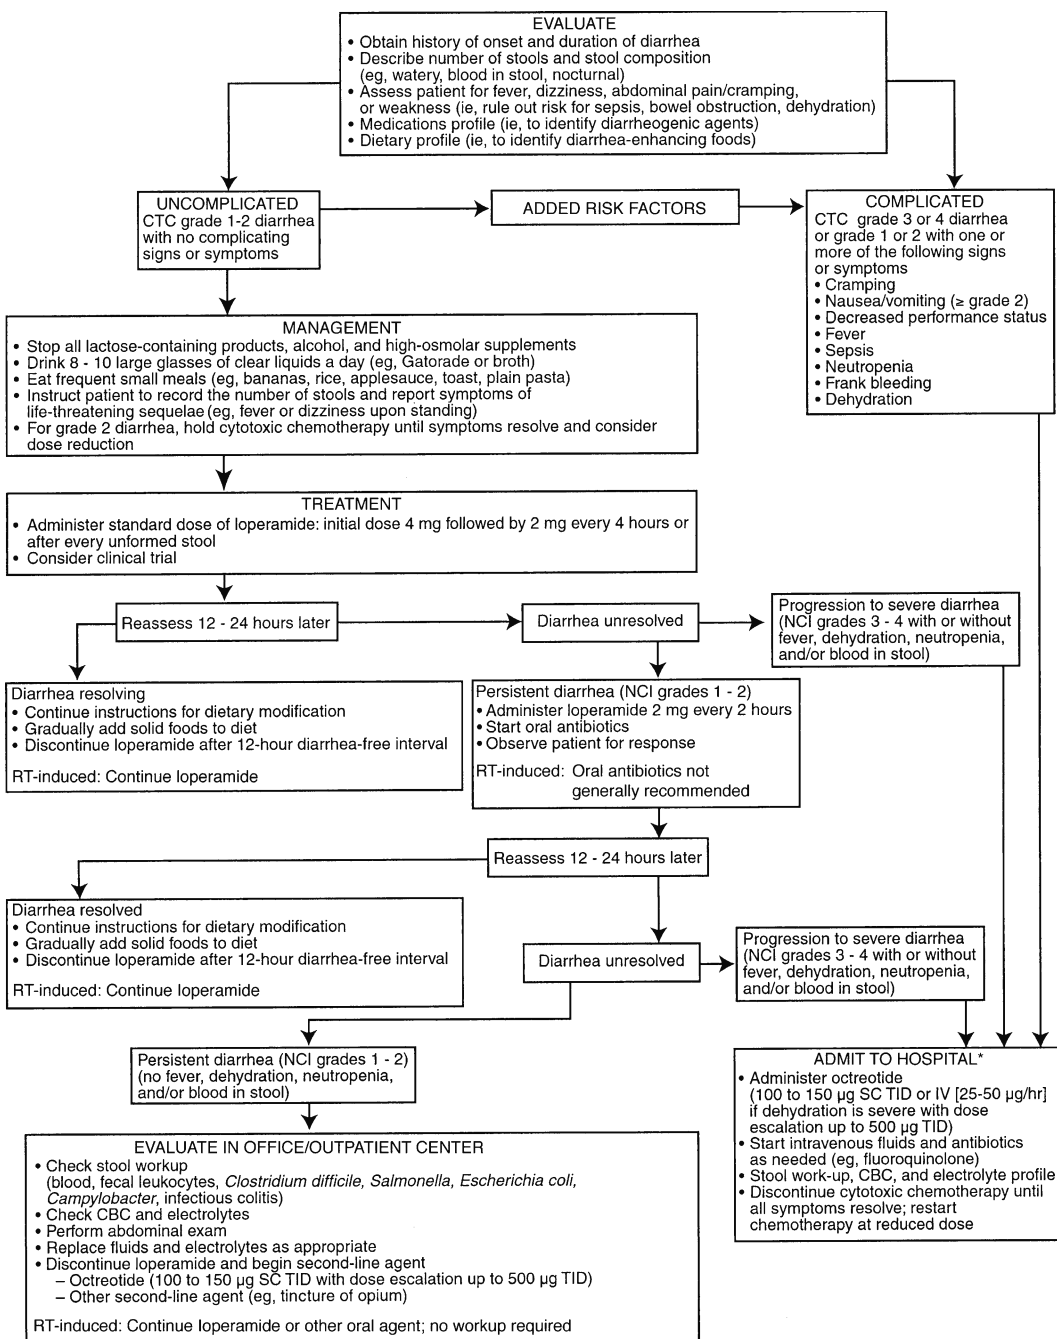 EVALUATE
• Obtain history of onset and duration of diarrhea
• Describe number of stools and stool composition
(eg, watery, blood in stool, nocturnal)
• Assess patient for fever, dizziness, abdominal pain/cramping,
or weakness (ie, rule out risk for sepsis, bowel obstruction, dehydration)
• Medications profile (ie, to identify diarrheogenic agents)
• Dietary profile (ie, to identify diarrhea-enhancing foods)
UNCOMPLICATED
CTC grade 1-2 diarrhea
with no complicating
signs or symptoms
ADDED RISK FACTORS
COMPLICATED
CTC grade 3 or 4 diarrhea
or grade 1 or 2 with one or
more of the following signs
or symptoms
• Cramping
• Nausea/vomiting (≥ grade 2)
• Decreased performance status
• Fever
• Sepsis
• Neutropenia
• Frank bleeding
• Dehydration
MANAGEMENT
• Stop all lactose-containing products, alcohol, and high-osmolar supplements
• Drink 8 - 10 large glasses of clear liquids a day (eg, Gatorade or broth)
• Eat frequent small meals (eg, bananas, rice, applesauce, toast, plain pasta)
• Instruct patient to record the number of stools and report symptoms of
life-threatening sequelae (eg, fever or dizziness upon standing)
• For grade 2 diarrhea, hold cytotoxic chemotherapy until symptoms resolve and consider
dose reduction
TREATMENT
• Administer standard dose of loperamide: initial dose 4 mg followed by 2 mg every 4 hours or
after every unformed stool
• Consider clinical trial
Reassess 12 - 24 hours later
Diarrhea unresolved
Progression to severe diarrhea
(NCI grades 3 - 4 with or without
fever, dehydration, neutropenia,
and/or blood in stool)
Diarrhea resolving
• Continue instructions for dietary modification
• Gradually add solid foods to diet
• Discontinue loperamide after 12-hour diarrhea-free interval
RT-induced: Continue loperamide
Persistent diarrhea (NCI grades 1 - 2)
• Administer loperamide 2 mg every 2 hours
• Start oral antibiotics
• Observe patient for response
RT-induced: Oral antibiotics not
generally recommended
Reassess 12 - 24 hours later
Diarrhea resolved
• Continue instructions for dietary modification
• Gradually add solid foods to diet
• Discontinue loperamide after 12-hour diarrhea-free interval
RT-induced: Continue loperamide
Diarrhea unresolved
Progression to severe diarrhea
(NCI grades 3 - 4 with or without
fever, dehydration, neutropenia,
and/or blood in stool)
Persistent diarrhea (NCI grades 1 - 2)
(no fever, dehydration, neutropenia,
and/or blood in stool)
ADMIT TO HOSPITAL*
• Administer octreotide
(100 to 150 µg SC TID or IV [25-50 µg/hr]
if dehydration is severe with dose
escalation up to 500 µg TID)
• Start intravenous fluids and antibiotics
as needed (eg, fluoroquinolone)
• Stool work-up, CBC, and electrolyte profile
• Discontinue cytotoxic chemotherapy until
all symptoms resolve; restart
chemotherapy at reduced dose
EVALUATE IN OFFICE/OUTPATIENT CENTER
• Check stool workup
(blood, fecal leukocytes, Clostridium difficile, Salmonella, Escherichia coli,
Campylobacter, infectious colitis)
• Check CBC and electrolytes
• Perform abdominal exam
• Replace fluids and electrolytes as appropriate
• Discontinue loperamide and begin second-line agent
– Octreotide (100 to 150 µg SC TID with dose escalation up to 500 µg TID)
– Other second-line agent (eg, tincture of opium)
RT-induced: Continue loperamide or other oral agent; no workup required